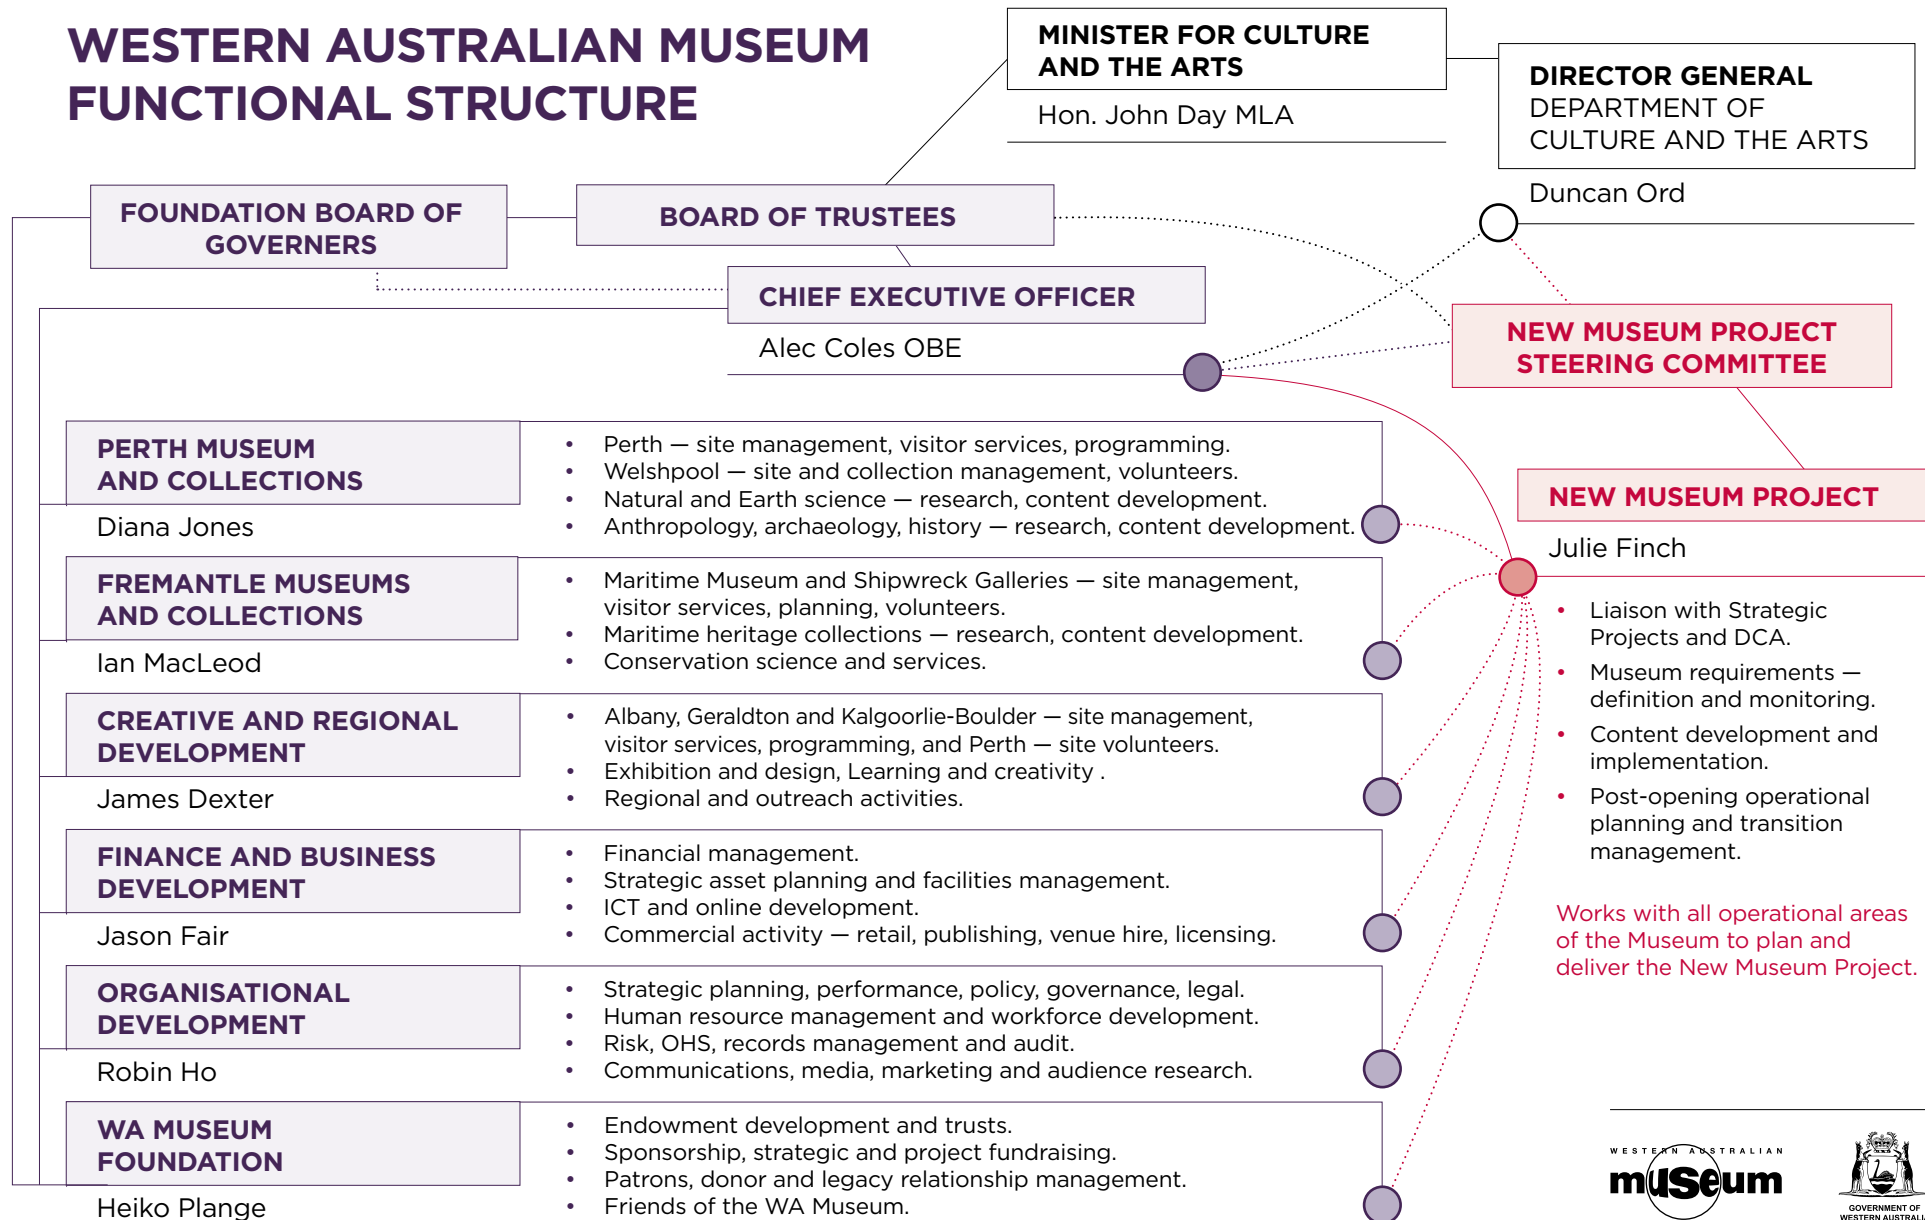 WESTERN AUSTRALIAN MUSEUM
FUNCTIONAL STRUCTURE
MINISTER FOR CULTURE
AND THE ARTS
Hon. John Day MLA
DIRECTOR GENERAL
DEPARTMENT OF
CULTURE AND THE ARTS
Duncan Ord
FOUNDATION BOARD OF
GOVERNERS
BOARD OF TRUSTEES
CHIEF EXECUTIVE OFFICER
Alec Coles OBE
NEW MUSEUM PROJECT
STEERING COMMITTEE
PERTH MUSEUM
AND COLLECTIONS
Diana Jones
• Perth — site management, visitor services, programming.
• Welshpool — site and collection management, volunteers.
• Natural and Earth science — research, content development.
• Anthropology, archaeology, history — research, content development.
FREMANTLE MUSEUMS
AND COLLECTIONS
Ian MacLeod
• Maritime Museum and Shipwreck Galleries — site management,
visitor services, planning, volunteers.
• Maritime heritage collections — research, content development.
• Conservation science and services.
CREATIVE AND REGIONAL
DEVELOPMENT
James Dexter
• Albany, Geraldton and Kalgoorlie-Boulder — site management,
visitor services, programming, and Perth — site volunteers.
• Exhibition and design, Learning and creativity .
• Regional and outreach activities.
FINANCE AND BUSINESS
DEVELOPMENT
Jason Fair
• Financial management.
• Strategic asset planning and facilities management.
• ICT and online development.
• Commercial activity — retail, publishing, venue hire, licensing.
ORGANISATIONAL
DEVELOPMENT
Robin Ho
• Strategic planning, performance, policy, governance, legal.
• Human resource management and workforce development.
• Risk, OHS, records management and audit.
• Communications, media, marketing and audience research.
WA MUSEUM
FOUNDATION
Heiko Plange
• Endowment development and trusts.
• Sponsorship, strategic and project fundraising.
• Patrons, donor and legacy relationship management.
• Friends of the WA Museum.
NEW MUSEUM PROJECT
Julie Finch
• Liaison with Strategic
Projects and DCA.
• Museum requirements —
definition and monitoring.
• Content development and
implementation.
• Post-opening operational
planning and transition
management.
Works with all operational areas
of the Museum to plan and
deliver the New Museum Project.
WESTERN AUSTRALIAN
muSeum
GOVERNMENT OF
WESTERN AUSTRALIA